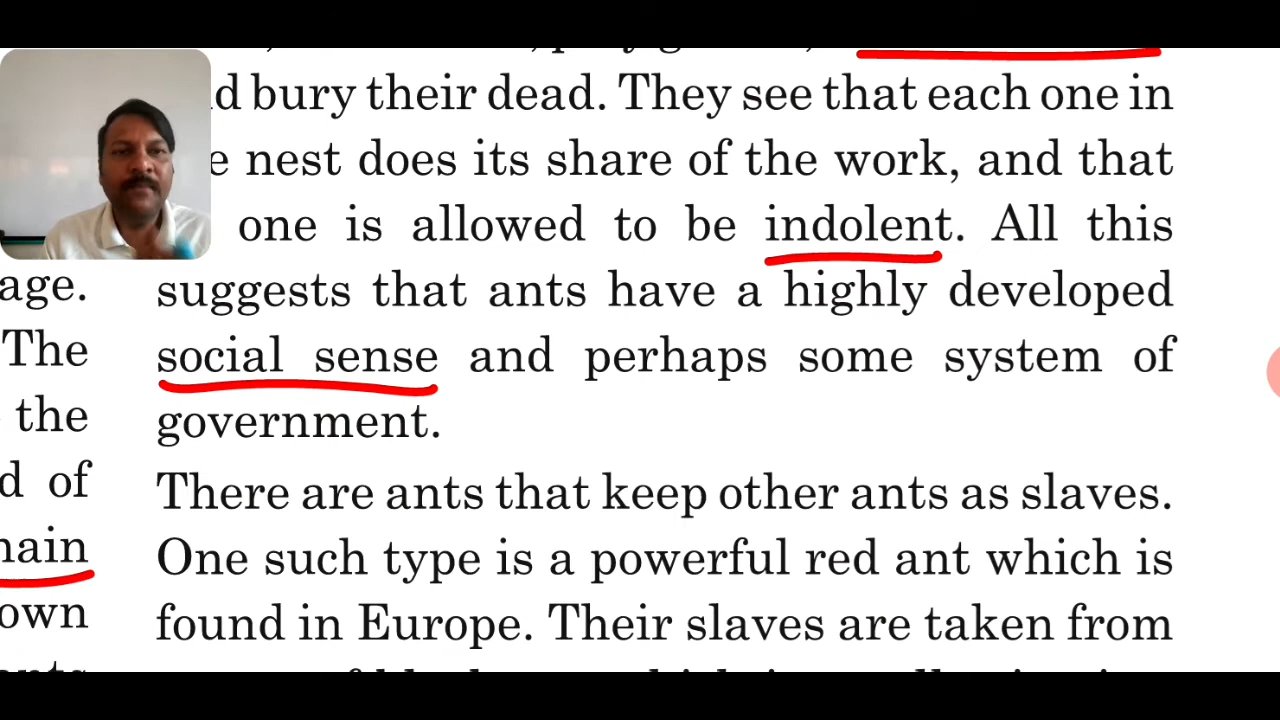 bury their dead. They see that each one in
nest does its share of the work, and that
one is allowed to be indolent. All this
suggests that ants have a highly developed
social sense and perhaps some system of
government.
There are ants that keep other ants as slaves.
One such type is a powerful red ant which is
found in Europe. Their slaves are taken from
age.
The
the
d of
hain
own